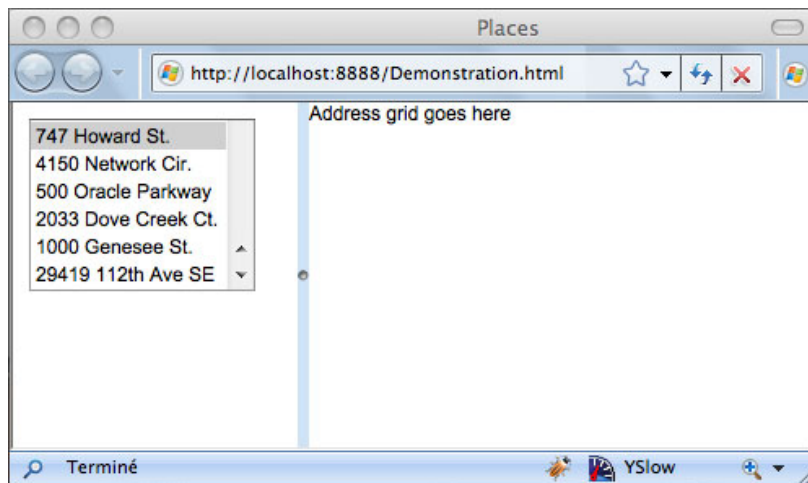 Places
http://localhost:8888/Demonstration.html
747 Howard St.
4150 Network Cir.
500 Oracle Parkway
2033 Dove Creek Ct.
1000 Genesee St.
29419 112th Ave SE
Address grid goes here
Terminé
YSlow